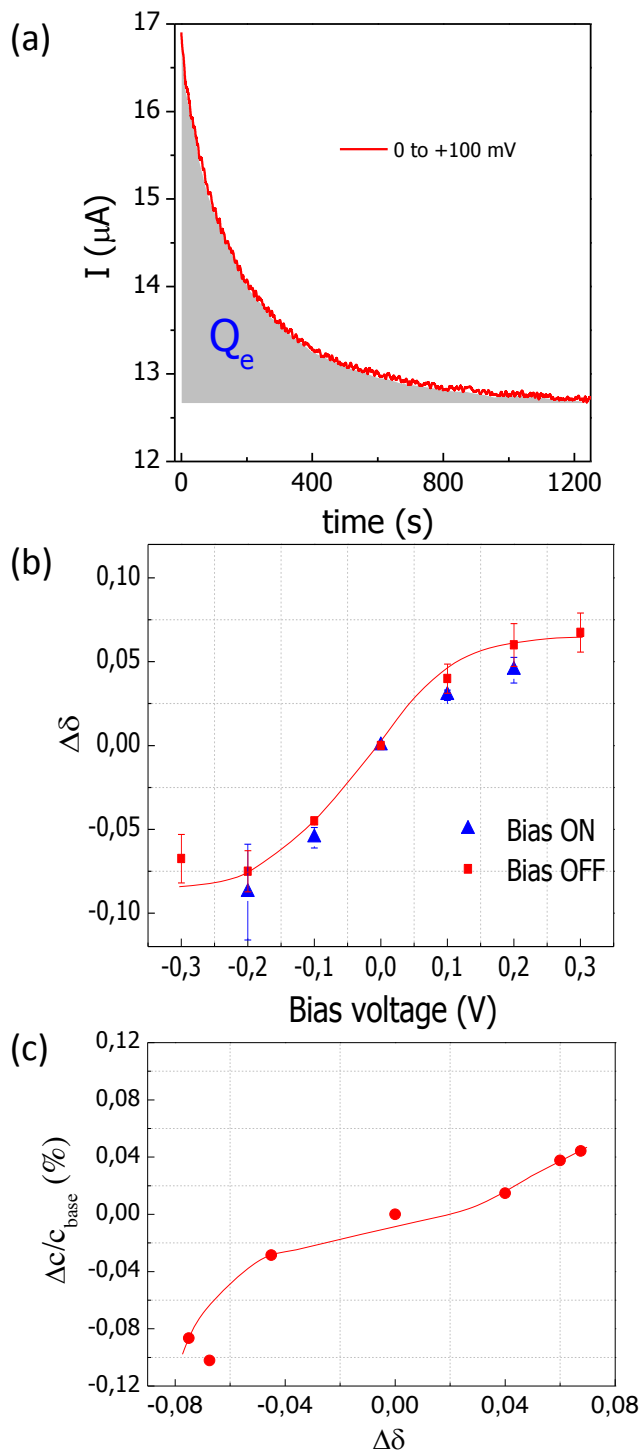 (a)
17
16
15
14
13
12
I (μA)
0 to +100 mV
Qe
0 400 800 1200
time (s)
(b)
0,10
0,05
0,00
-0,05
-0,10
Δδ
Bias ON
Bias OFF
-0,3 -0,2 -0,1 0,0 0,1 0,2 0,3
Bias voltage (V)
(c)
0,12
0,08
0,04
0,00
-0,04
-0,08
-0,12
Δc/cbase (%)
-0,08 -0,04 0,00 0,04 0,08
Δδ